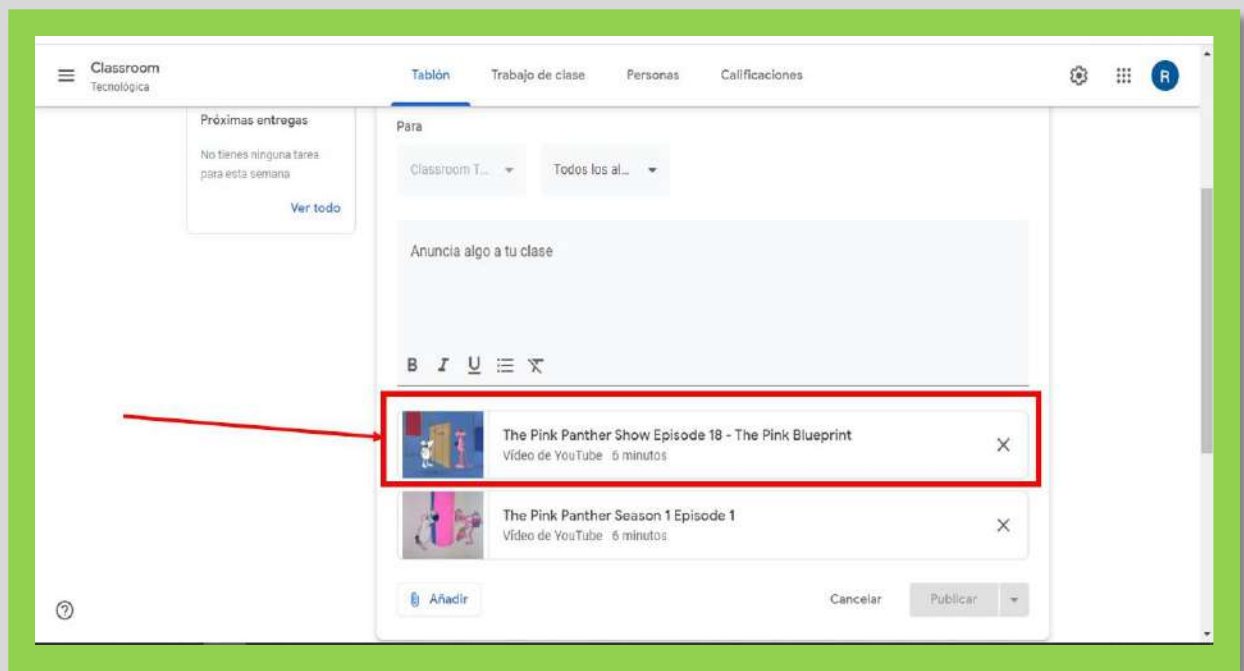 Classroom
Tecnológica
Tablón Trabajo de clase Personas Calificaciones
R
Próximas entregas
No tienes ninguna tarea
para esta semana
Ver todo
Para
Classroom T... Todos los al...
Anuncia algo a tu clase
B I U
The Pink Panther Show Episode 18 - The Pink Blueprint
Vídeo de YouTube 6 minutos
The Pink Panther Season 1 Episode 1
Vídeo de YouTube 6 minutos
Añadir
Cancelar Publicar